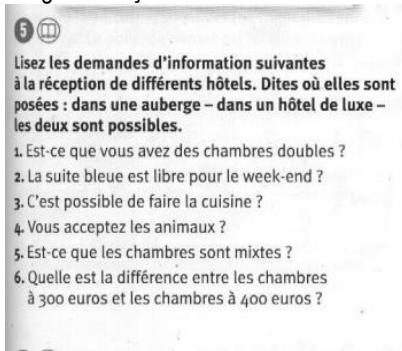 5
Lisez les demandes d'information suivantes
à la réception de différents hôtels. Dites où elles sont
posées : dans une auberge – dans un hôtel de luxe –
les deux sont possibles.
1. Est-ce que vous avez des chambres doubles ?
2. La suite bleue est libre pour le week-end ?
3. C'est possible de faire la cuisine ?
4. Vous acceptez les animaux ?
5. Est-ce que les chambres sont mixtes ?
6. Quelle est la différence entre les chambres
à 300 euros et les chambres à 400 euros ?